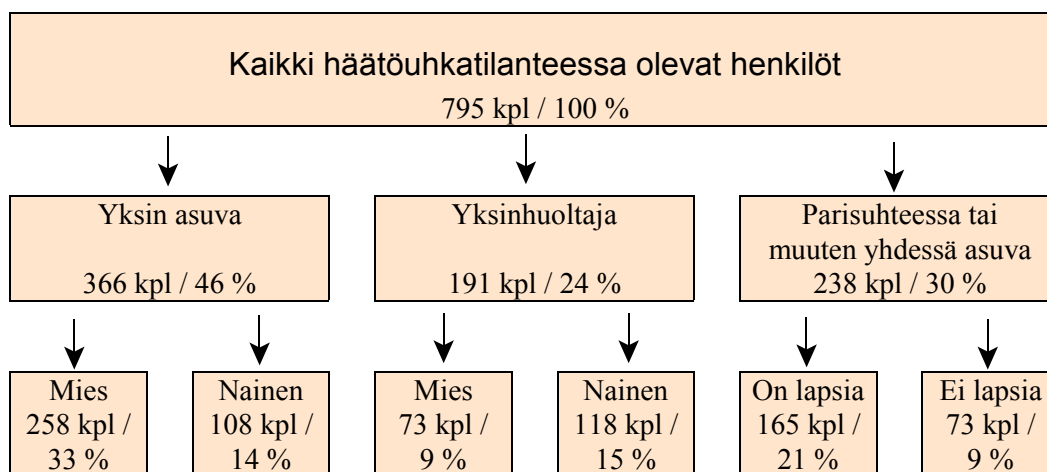 Kaikki häätöuhkatilanteessa olevat henkilöt
795 kpl / 100 %
Yksin asuva
366 kpl / 46 %
Yksinhuoltaja
191 kpl / 24 %
Parisuhteessa tai
muuten yhdessä asuva
238 kpl / 30 %
Mies
258 kpl /
33 %
Nainen
108 kpl /
14 %
Mies
73 kpl /
9 %
Nainen
118 kpl /
15 %
On lapsia
165 kpl /
21 %
Ei lapsia
73 kpl /
9 %